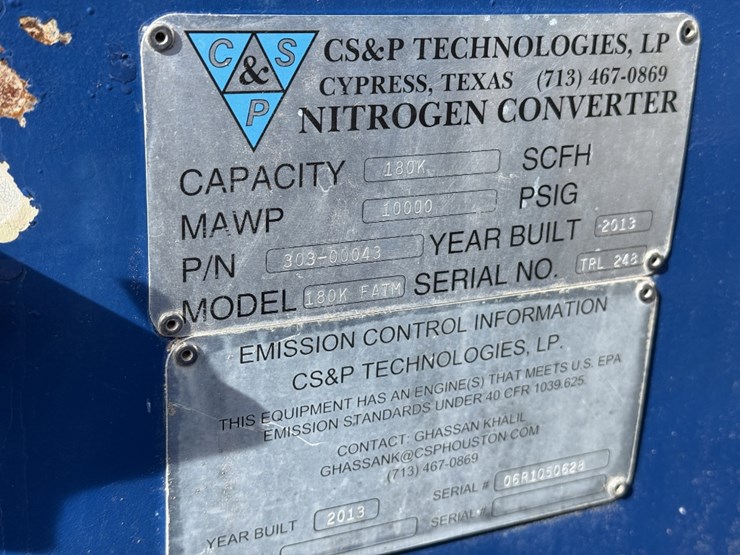 C & S
P
CS&P TECHNOLOGIES, LP
CYPRESS, TEXAS (713) 467-0869
NITROGEN CONVERTER
CAPACITY 180K SCFH
MAWP 10000 PSIG
P/N 303-00043 YEAR BUILT 2013
MODEL 180K FATM SERIAL NO. TRL 248
EMISSION CONTROL INFORMATION
CS&P TECHNOLOGIES, LP.
THIS EQUIPMENT HAS AN ENGINE(S) THAT MEETS U.S. EPA
EMISSION STANDARDS UNDER 40 CFR 1039.625.
CONTACT: GHASSAN KHALIL
GHASSANK@CSPHOUSTON.COM
(713) 467-0869
SERIAL # 06R1050628
YEAR BUILT 2013 SERIAL #